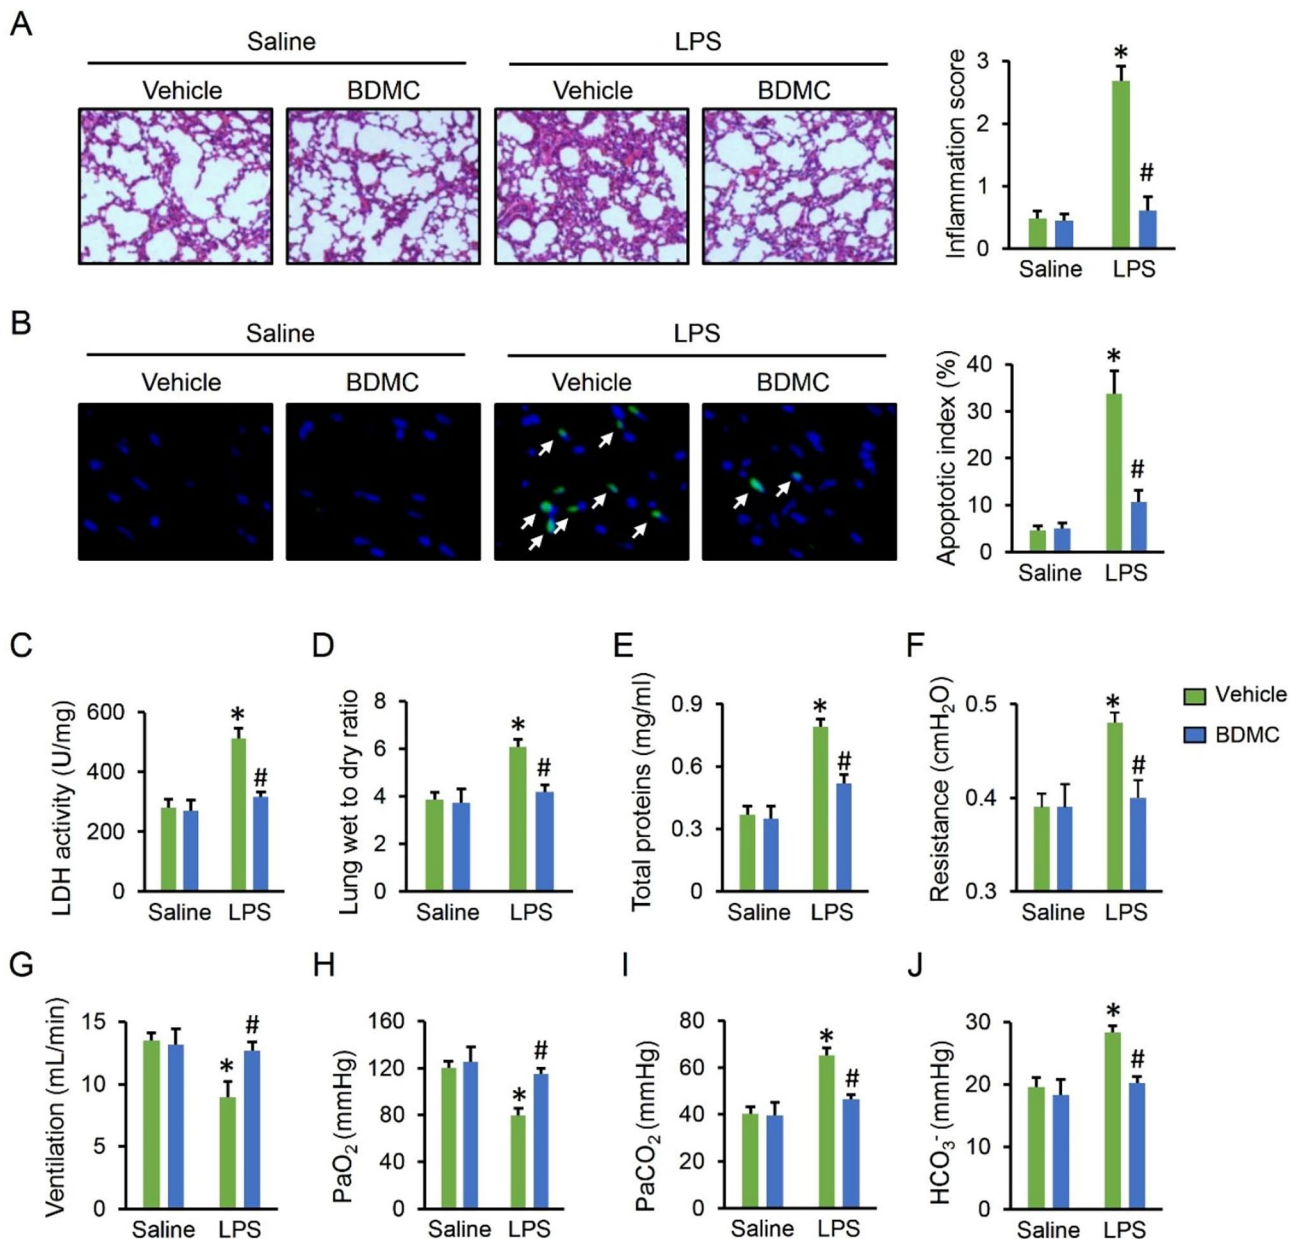 A
Saline LPS
Vehicle BDMC Vehicle BDMC
Inflammation score
3
2
1
0
*
#
Saline LPS
B
Saline LPS
Vehicle BDMC Vehicle BDMC
Apoptotic index (%)
40
30
20
10
0
*
#
Saline LPS
C
LDH activity (U/mg)
600
400
200
0
*
#
Saline LPS
D
Lung wet to dry ratio
8
6
4
2
0
*
#
Saline LPS
E
Total proteins (mg/ml)
0.9
0.6
0.3
0
*
#
Saline LPS
F
Resistance (cmH₂O)
0.5
0.4
0.3
*
#
Saline LPS
Vehicle
BDMC
G
Ventilation (mL/min)
15
10
5
0
*
#
Saline LPS
H
PaO₂ (mmHg)
160
120
80
40
0
*
#
Saline LPS
I
PaCO₂ (mmHg)
80
60
40
20
0
*
#
Saline LPS
J
HCO₃⁻ (mmHg)
30
20
10
0
*
#
Saline LPS